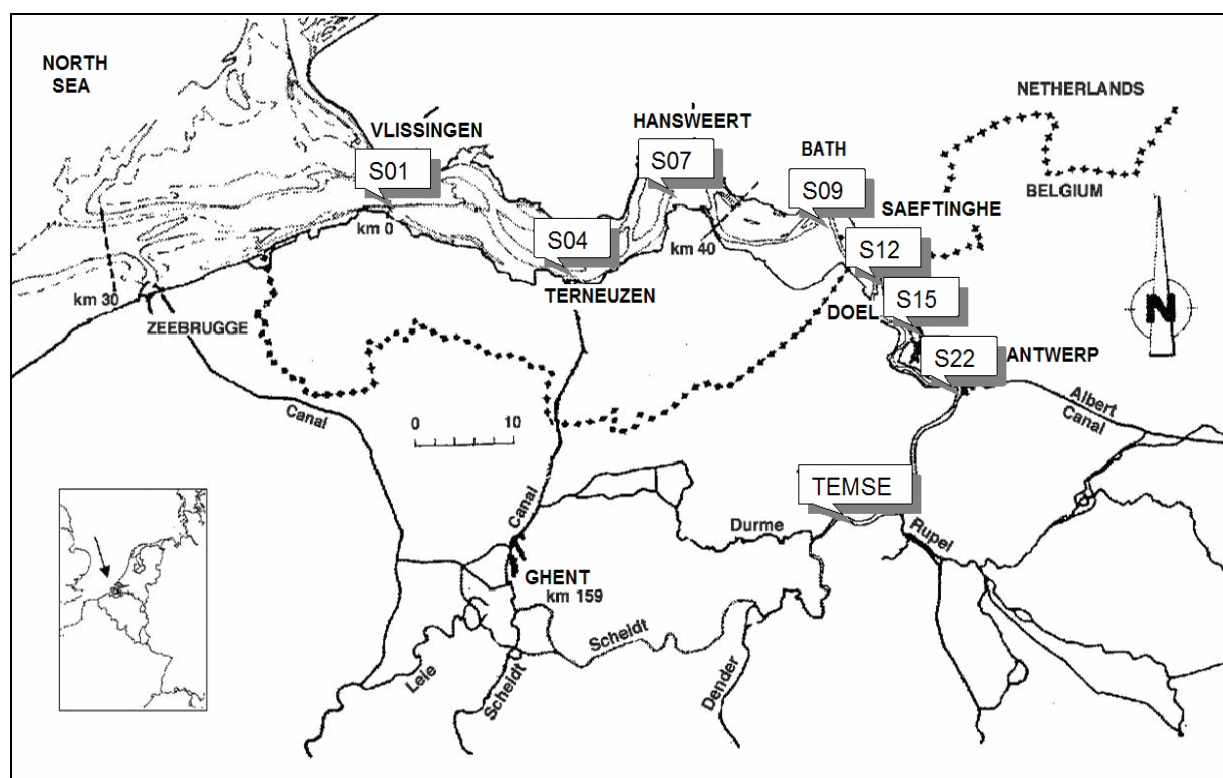 NORTH
SEA
NETHERLANDS
HANSWEERT
VLISSINGEN
BATH
S07
S01
BELGIUM
S09
SAEFTINGHE
km 0
S04
km 40
S12
km 30
TERNEUZEN
S15
DOEL
ZEEBRUGGE
N
S22
ANTWERP
Canal
0
10
Albert
Canal
TEMSE
Canal
Durme
Rupel
GHENT
km 159
Scheldt
Leie
Scheldt
Dender